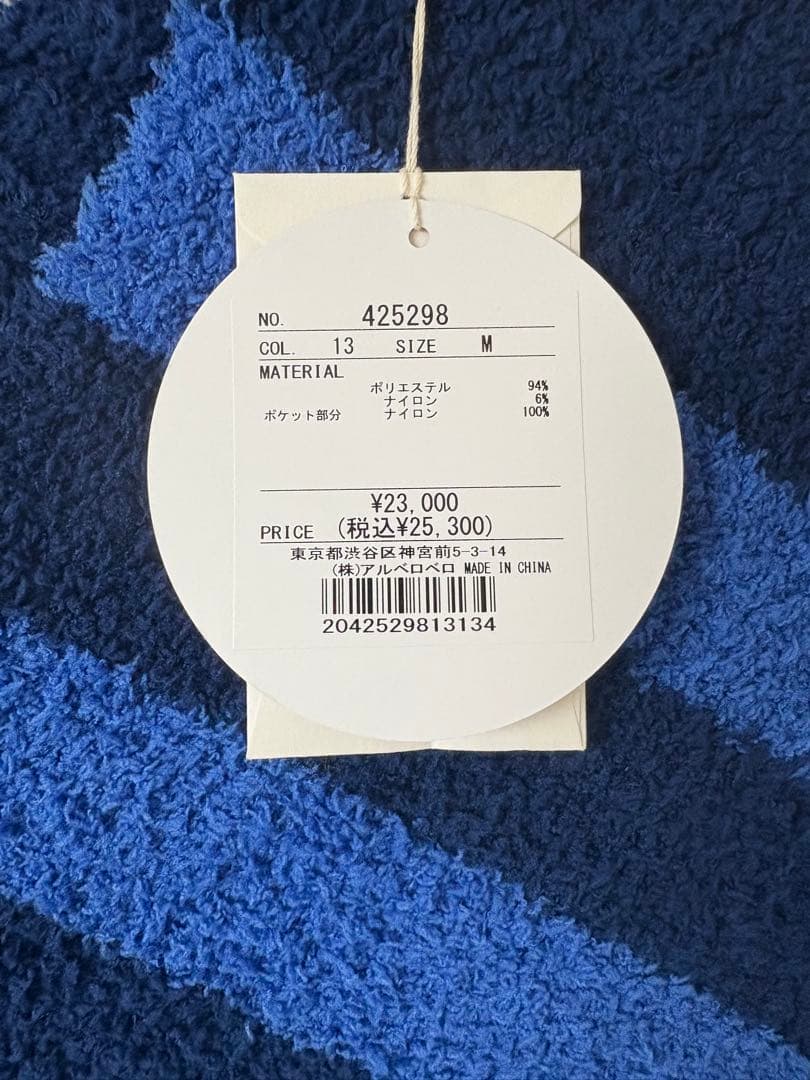 NO. 425298
COL. 13 SIZE M
MATERIAL
ポリエステル 94%
ナイロン 6%
ポケット部分 ナイロン 100%
¥23,000
PRICE (税込¥25,300)
東京都渋谷区神宮前5-3-14
(株)アルベロベロ MADE IN CHINA
2042529813134